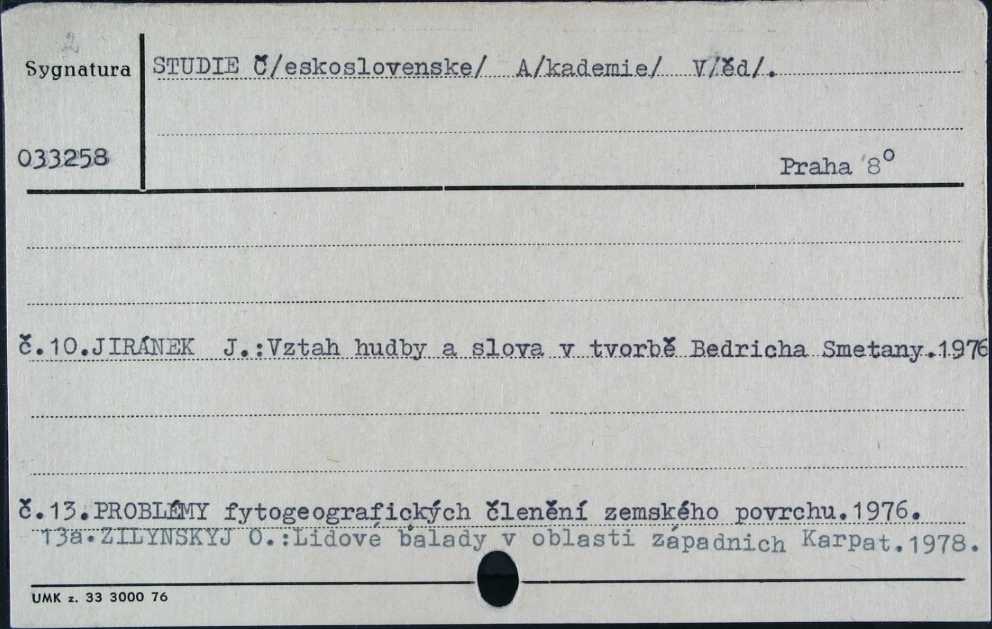 2
Sygnatura
STUDIE Č/eskoslovenske/ A/kademie/ V/ěd/.
033258
Praha 8°
č.10.JIRÁNEK J.:Vztah hudby a slova v tvorbě Bedricha Smetany.1976
č.13.PROBLÉMY fytogeografických členění zemského povrchu.1976.
13a.ZILYNSKYJ O.:Lidové balady v oblasti západnich Karpat.1978.
UMK z. 33 3000 76